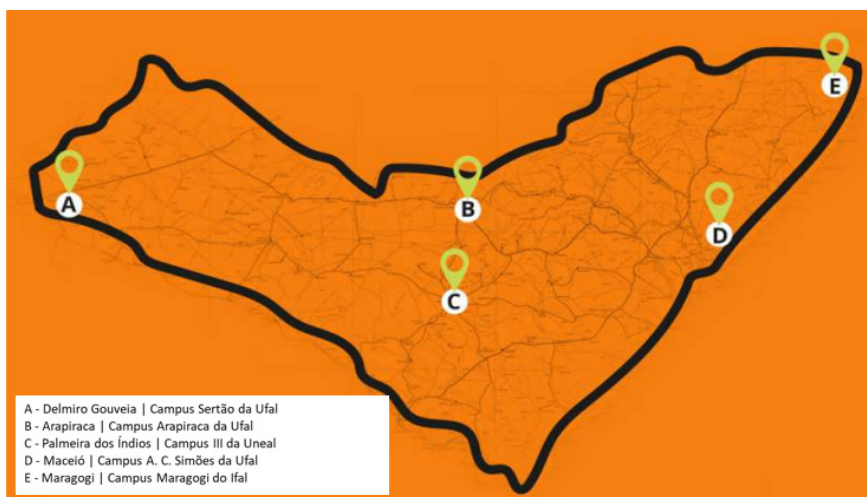 E
A
B
D
C
A - Delmiro Gouveia | Campus Sertão da Ufal
B - Arapiraca | Campus Arapiraca da Ufal
C - Palmeira dos Índios | Campus III da Uneal
D - Maceió | Campus A. C. Simões da Ufal
E - Maragogi | Campus Maragogi do Ifal